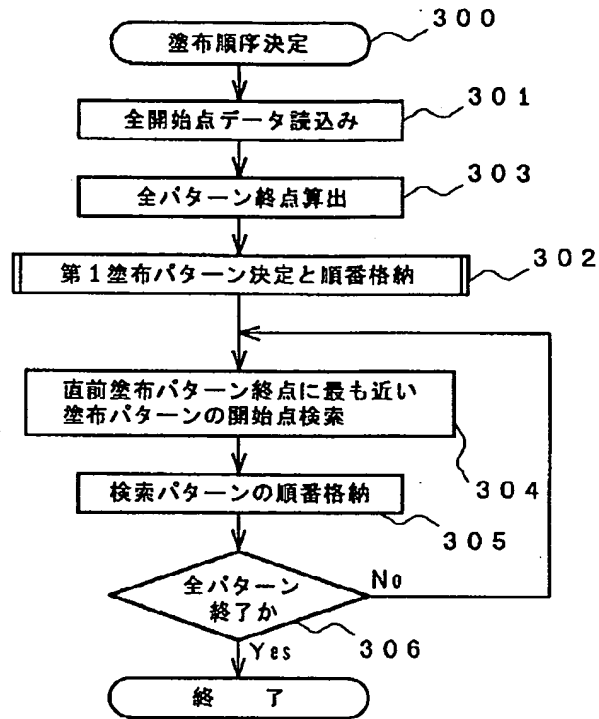 塗布順序決定
300
全開始点データ読込み
301
全パターン終点算出
303
第1塗布パターン決定と順番格納
302
直前塗布パターン終点に最も近い
塗布パターンの開始点検索
304
検索パターンの順番格納
305
全パターン
終了か
No
306
Yes
終 了